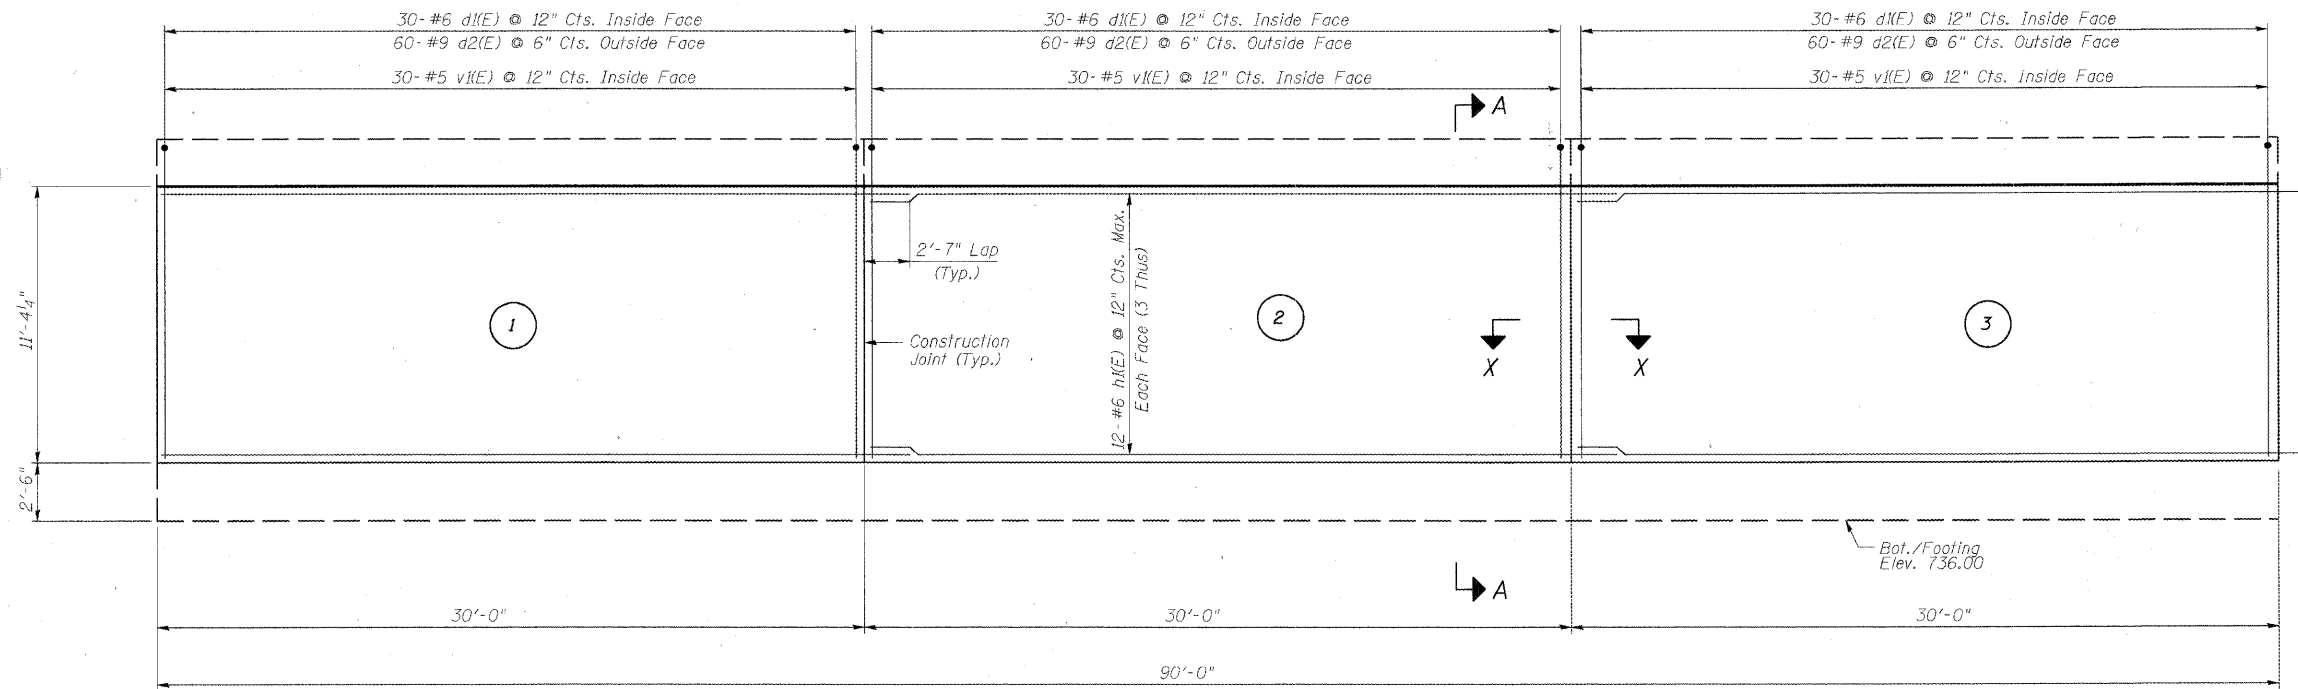 30-#6 d1(E) @ 12" Cts. Inside Face
60-#9 d2(E) @ 6" Cts. Outside Face
30-#5 v1(E) @ 12" Cts. Inside Face
30-#6 d1(E) @ 12" Cts. Inside Face
60-#9 d2(E) @ 6" Cts. Outside Face
30-#5 v1(E) @ 12" Cts. Inside Face
30-#6 d1(E) @ 12" Cts. Inside Face
60-#9 d2(E) @ 6" Cts. Outside Face
30-#5 v1(E) @ 12" Cts. Inside Face
A
11'-4¼"
2'-6"
1
2'-7" Lap
(Typ.)
Construction
Joint (Typ.)
12-#6 h1(E) @ 12" Cts. Max.
Each Face (3 Thus)
2
X
X
3
Bot./Footing
Elev. 736.00
A
30'-0"
30'-0"
30'-0"
90'-0"